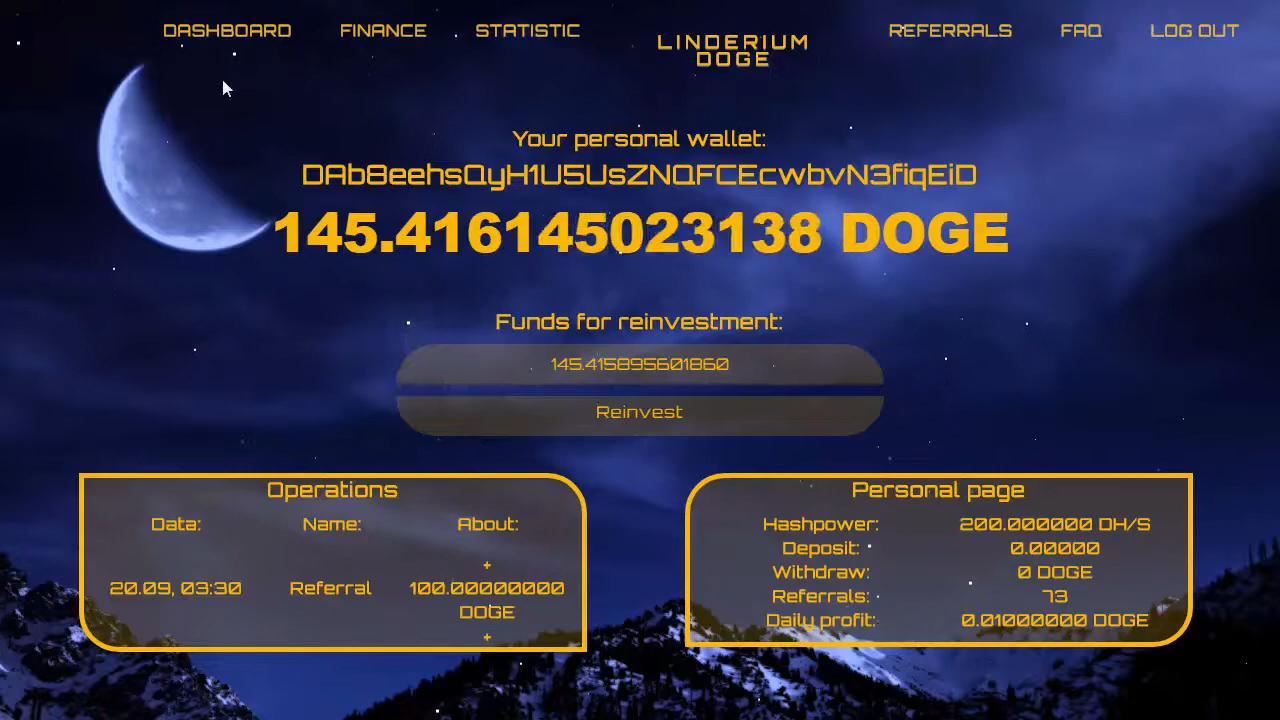 DASHBOARD FINANCE STATISTIC LINDERIUM DOGE REFERRALS FAQ LOG OUT
Your personal wallet:
DAb8eehsQyH1U5UsZNQFCEcwbvN3fiqEiD
145.416145023138 DOGE
Funds for reinvestment:
145.415895601860
Reinvest
Operations
Data: Name: About:
+
20.09, 03:30 Referral 100.00000000
DOGE
+
Personal page
Hashpower: 200.000000 DH/S
Deposit: 0.00000
Withdraw: 0 DOGE
Referrals: 73
Daily profit: 0.01000000 DOGE